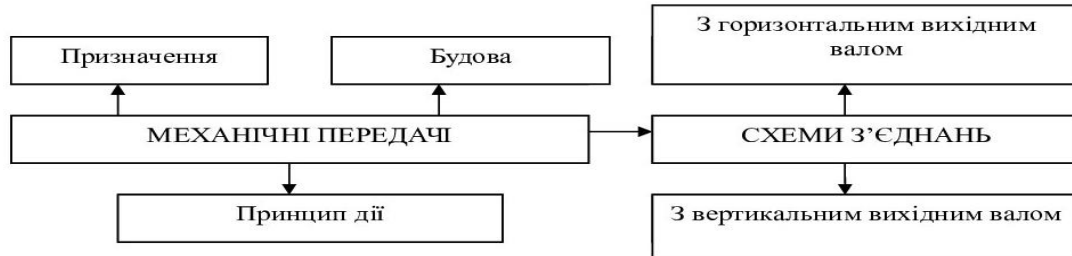 З горизонтальним вихідним
валом
Призначення
Будова
МЕХАНІЧНІ ПЕРЕДАЧІ
СХЕМИ З’ЄДНАНЬ
Принцип дії
З вертикальним вихідним валом